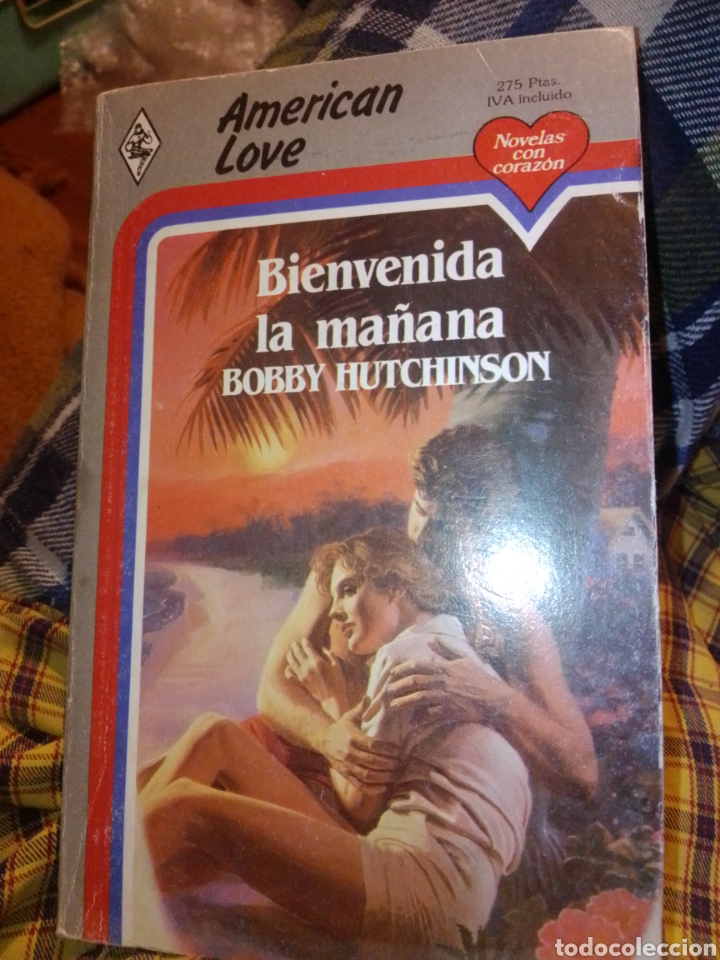 American
Love
275 Ptas.
IVA incluido
Novelas
con
corazón
Bienvenida
la mañana
BOBBY HUTCHINSON
todocoleccion